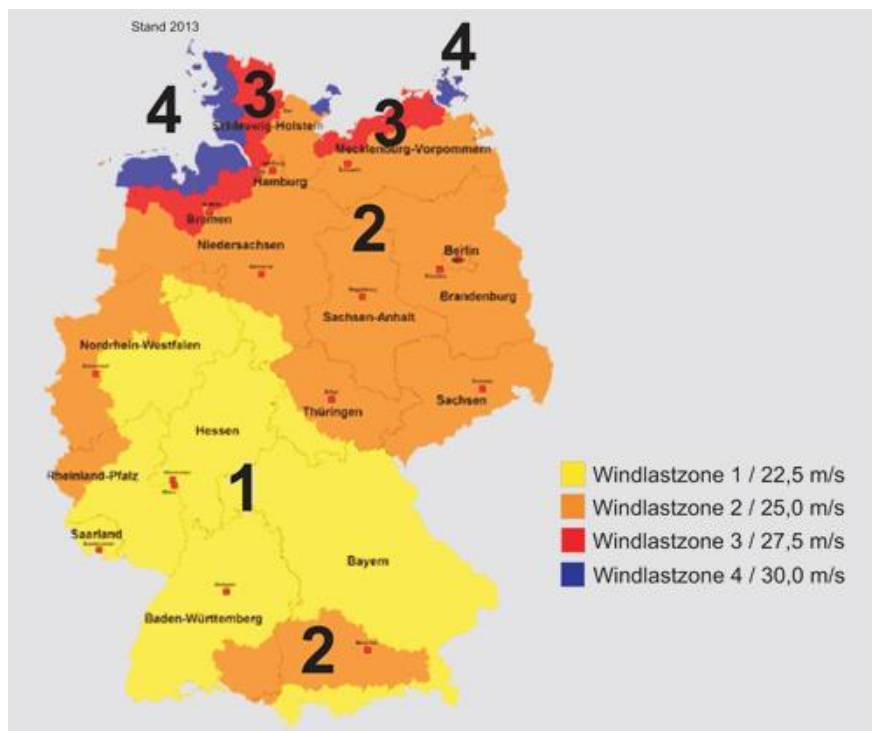 Stand 2013
4
4
3
Schleswig-Holstein
3
Mecklenburg-Vorpommern
Hamburg
Bremen
2
Niedersachsen
Berlin
Brandenburg
Sachsen-Anhalt
Nordrhein-Westfalen
Sachsen
Thüringen
Hessen
Rheinland-Pfalz
1
Windlastzone 1 / 22,5 m/s
Windlastzone 2 / 25,0 m/s
Windlastzone 3 / 27,5 m/s
Windlastzone 4 / 30,0 m/s
Saarland
Bayern
Baden-Württemberg
2